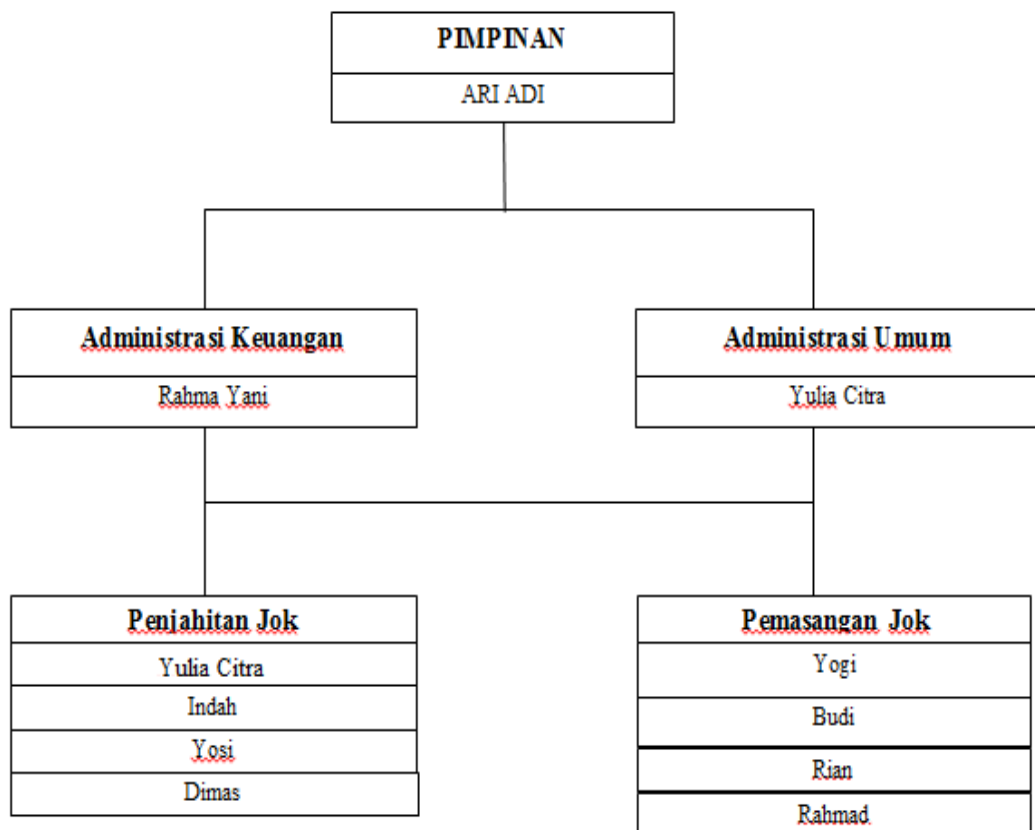 PIMPINAN
ARI ADI
Administrasi Keuangan
Rahma Yani
Administrasi Umum
Yulia Citra
Penjahitan Jok
Yulia Citra
Indah
Yosi
Dimas
Pemasangan Jok
Yogi
Budi
Rian
Rahmad